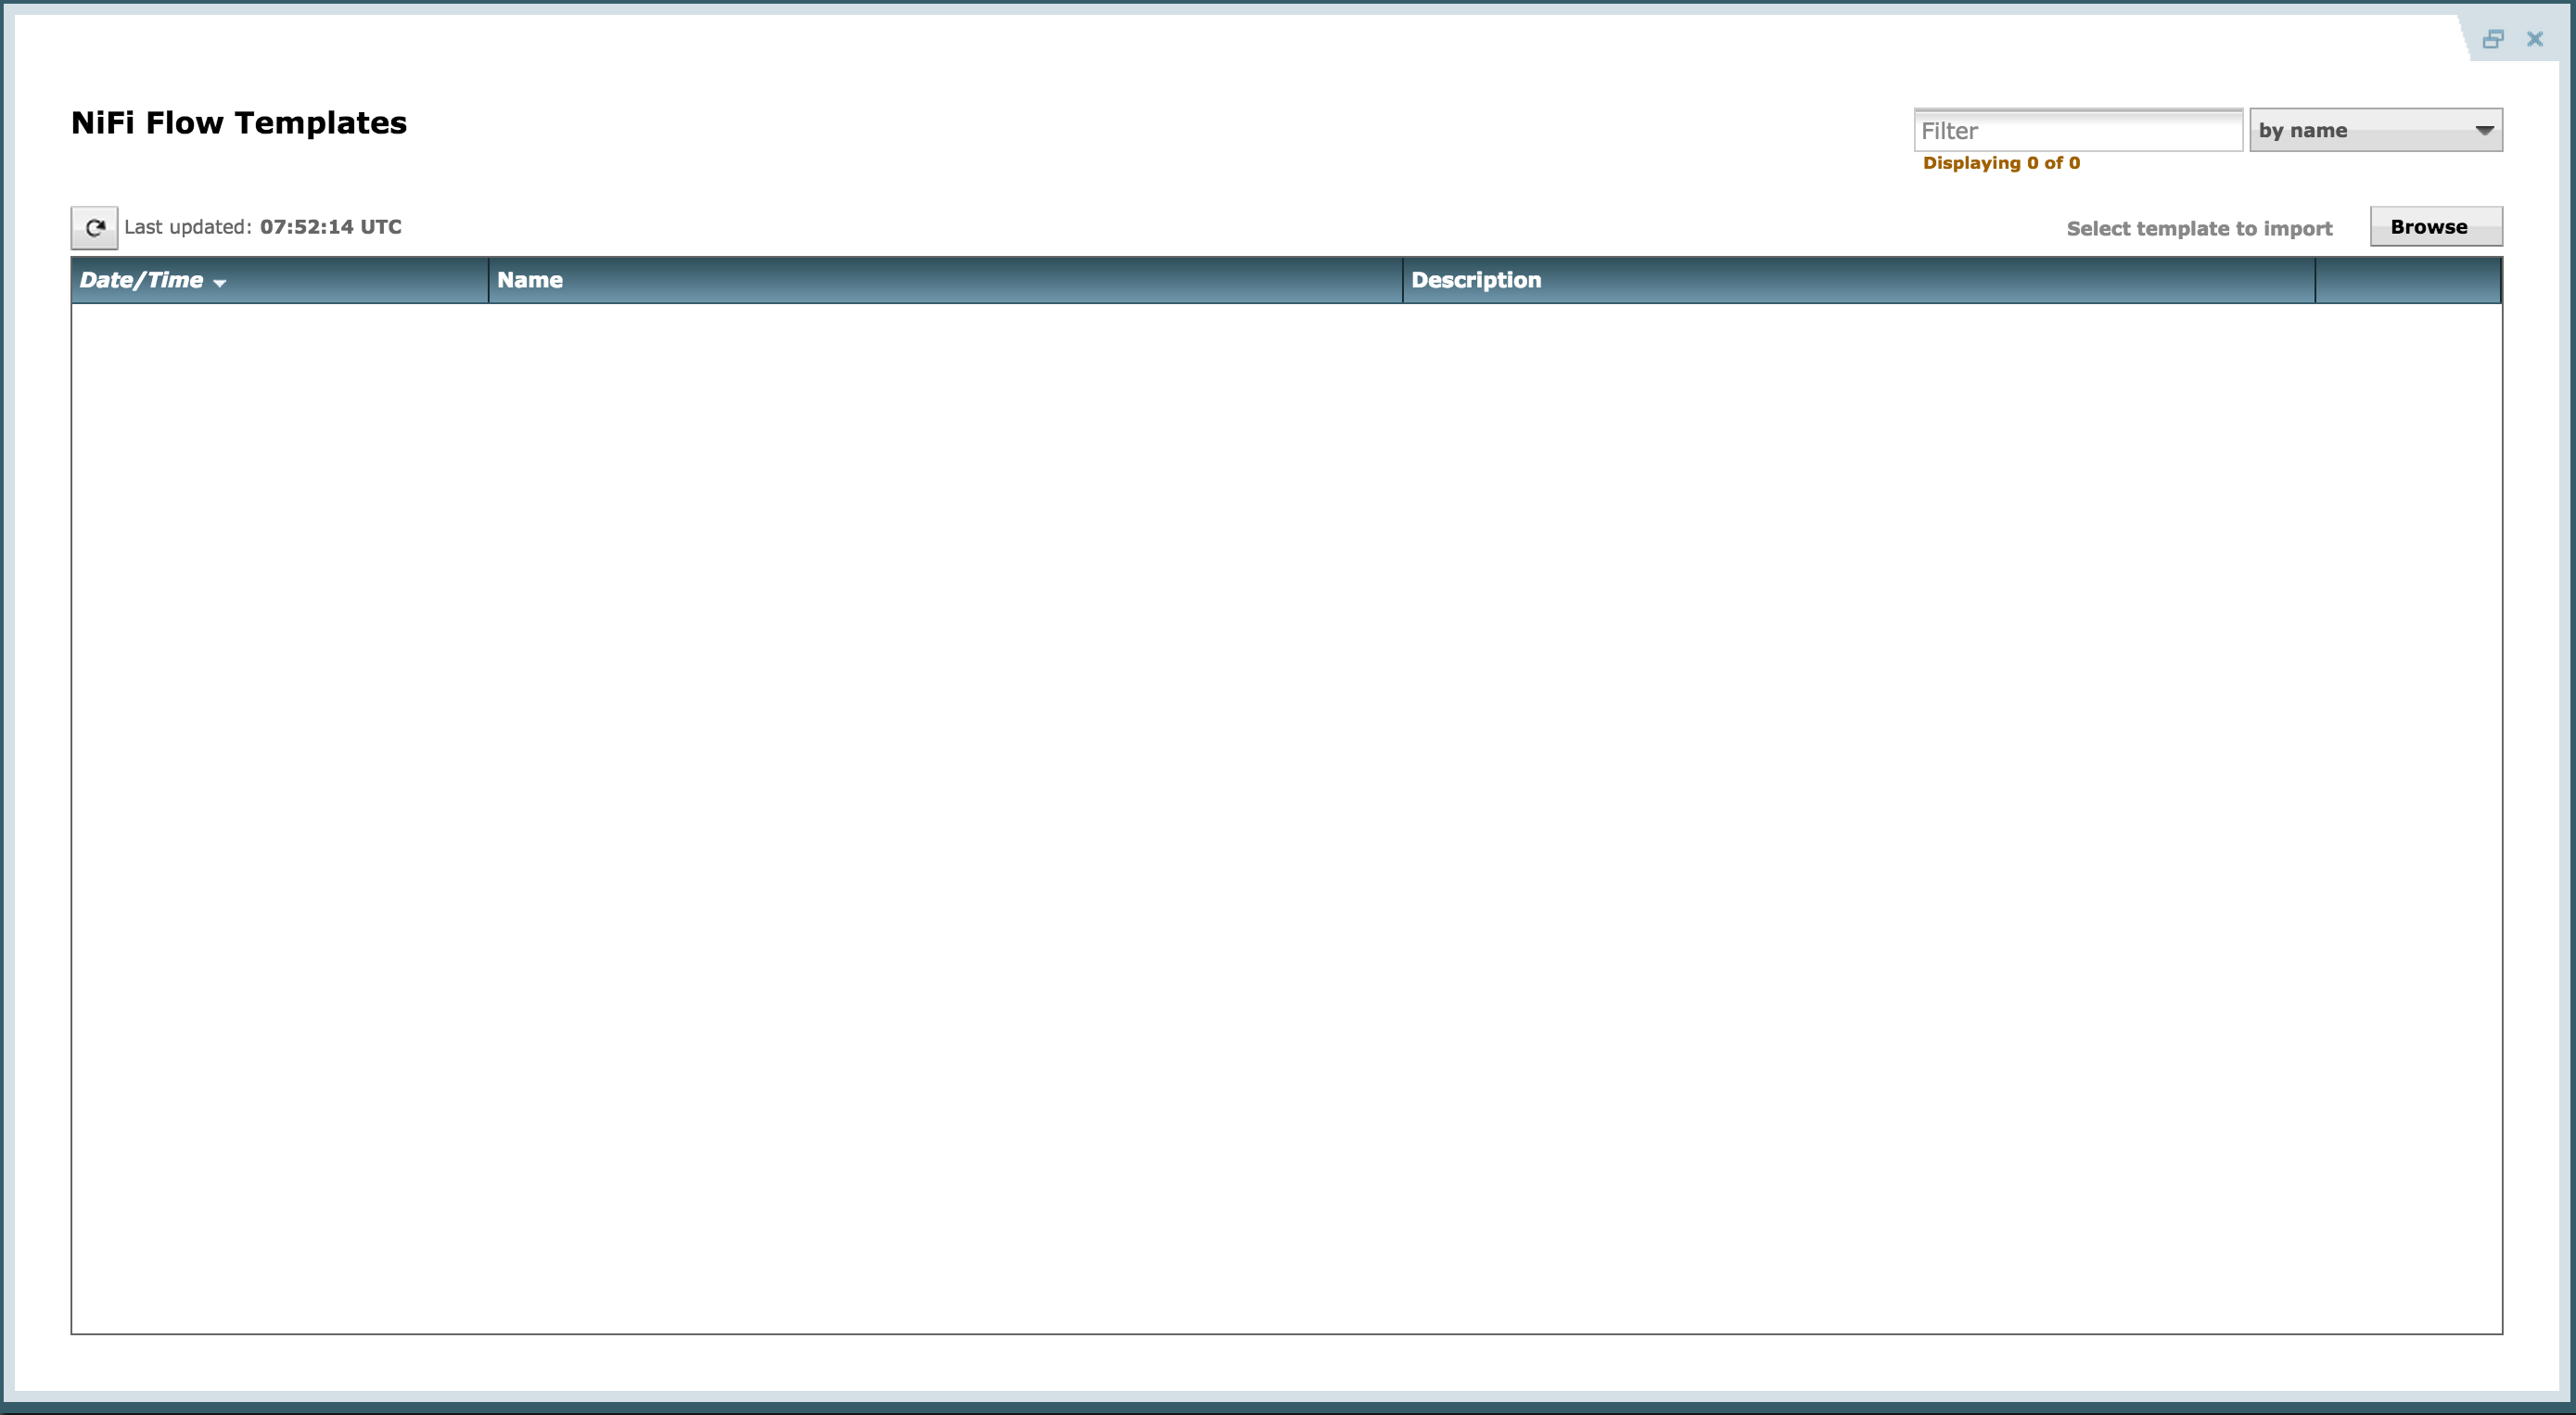 NiFi Flow Templates
Filter
by name
Displaying 0 of 0
Last updated: 07:52:14 UTC
Select template to import
Browse
Date/Time
Name
Description